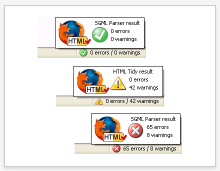 SGML Parser result
0 errors
0 warnings
HTML
0 errors / 0 warnings
HTML Tidy result
0 errors
42 warnings
HTML
0 errors / 42 warnings
SGML Parser result
65 errors
8 warnings
HTML
65 errors / 8 warnings